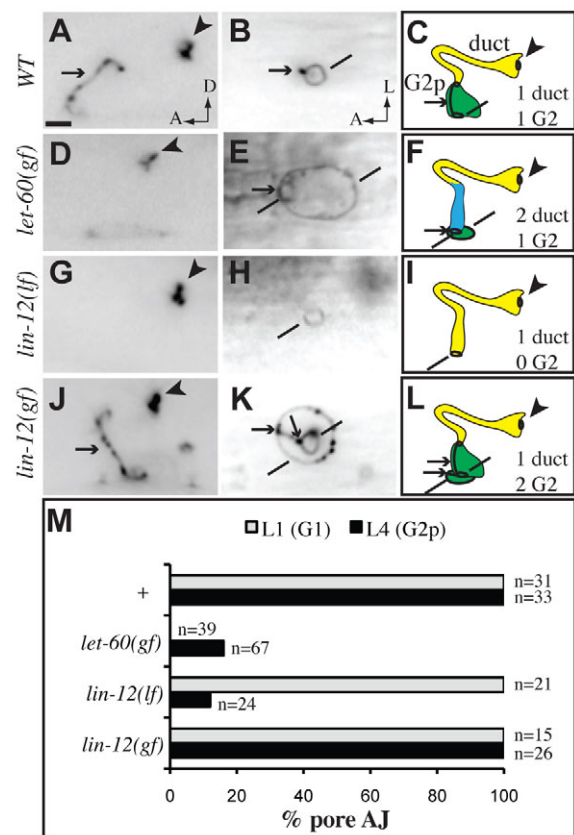 WT
A
D
A
B
L
A
C
duct
G2p
1 duct
1 G2
let-60(gf)
D
E
F
2 duct
1 G2
lin-12(lf)
G
H
I
1 duct
0 G2
lin-12(gf)
J
K
L
1 duct
2 G2
M
L1 (G1) L4 (G2p)
+
n=31
n=33
let-60(gf)
n=39
n=67
lin-12(lf)
n=21
n=24
lin-12(gf)
n=15
n=26
0 20 40 60 80 100
% pore AJ